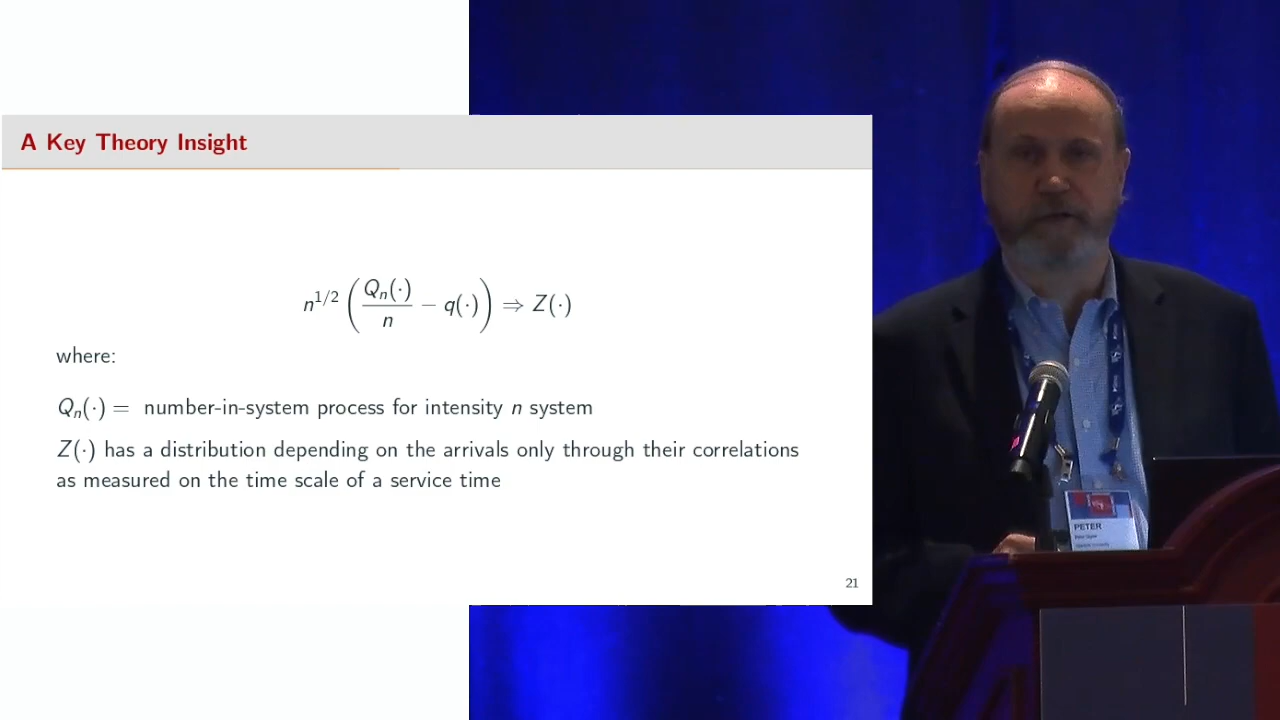 A Key Theory Insight
n^{1/2} ( Q_n(·) / n − q(·) ) ⇒ Z(·)
where:
Q_n(·) = number-in-system process for intensity n system
Z(·) has a distribution depending on the arrivals only through their correlations
as measured on the time scale of a service time
21
PETER